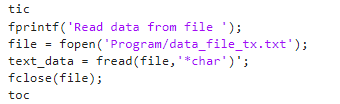 tic
fprintf('Read data from file ');
file = fopen('Program/data_file_tx.txt');
text_data = fread(file,'*char')';
fclose(file);
toc